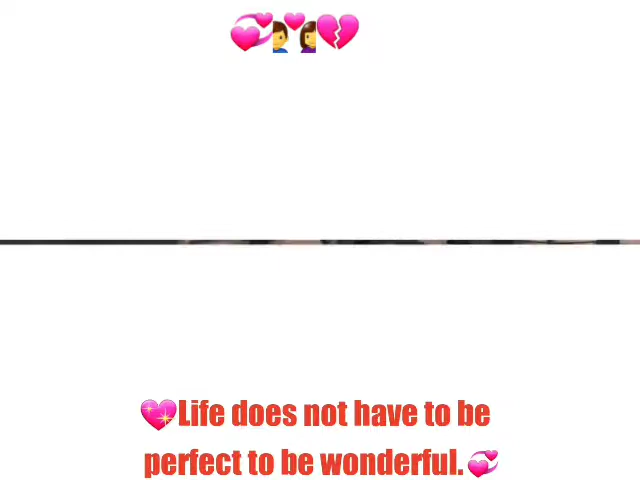 💞💑💔
💖Life does not have to be
perfect to be wonderful.💞